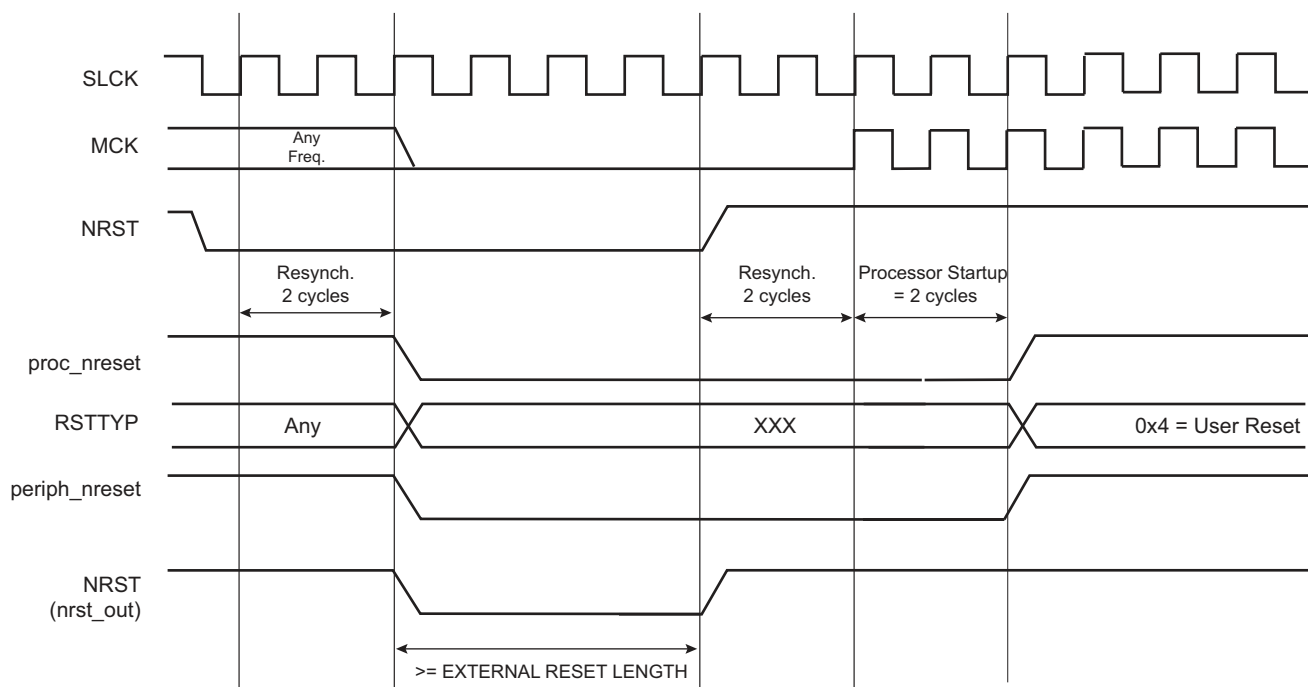 SLCK
MCK
Any
Freq.
NRST
Resynch.
2 cycles
Resynch.
2 cycles
Processor Startup
= 2 cycles
proc_nreset
RSTTYP
Any
XXX
0x4 = User Reset
periph_nreset
NRST
(nrst_out)
>= EXTERNAL RESET LENGTH